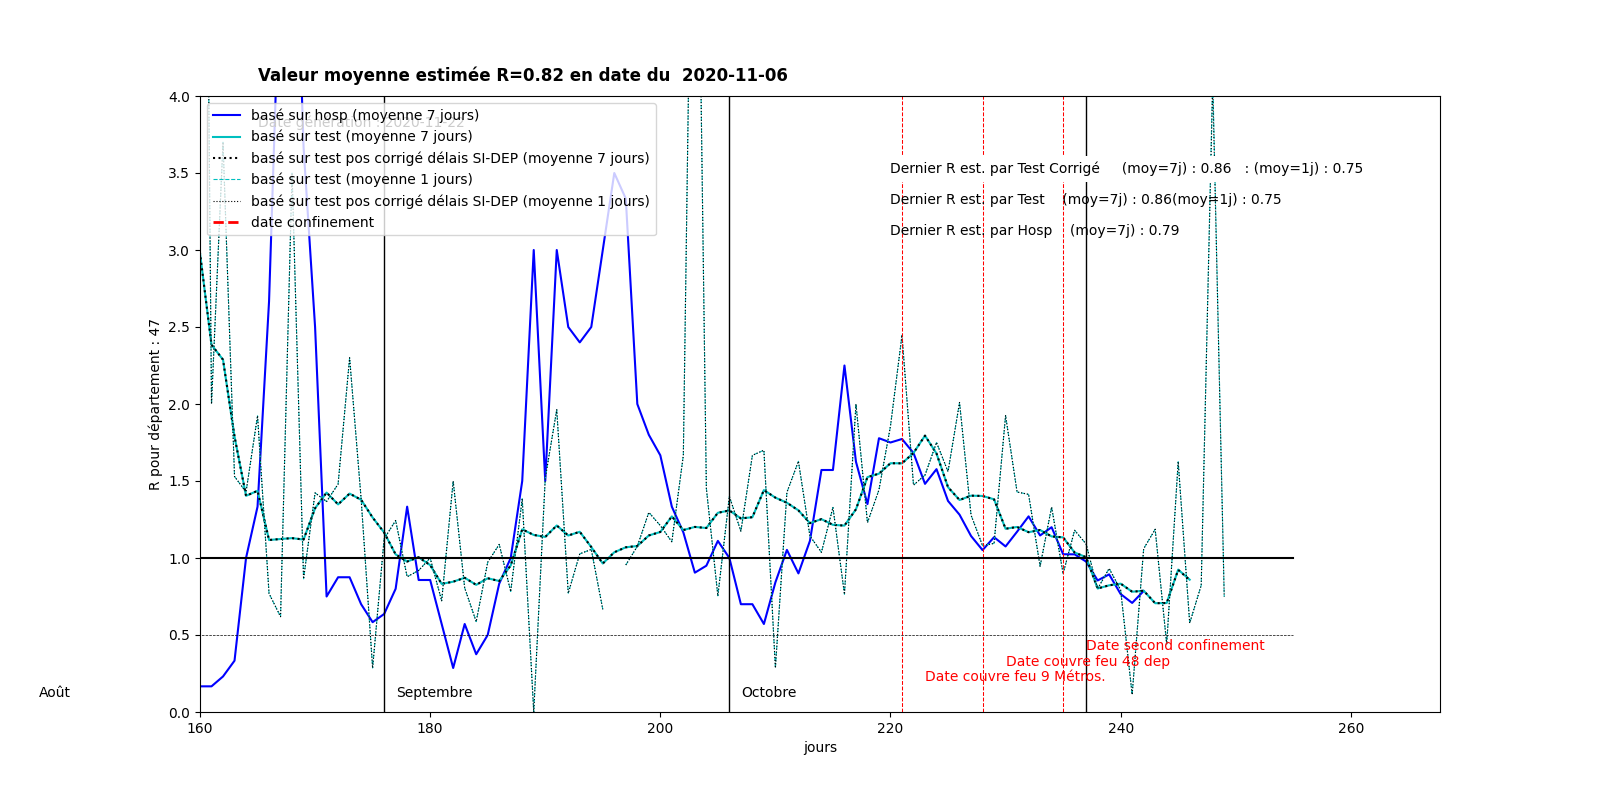 Valeur moyenne estimée R=0.82 en date du  2020-11-06
4.0
3.5
3.0
2.5
2.0
1.5
1.0
0.5
0.0
R pour département : 47
basé sur hosp (moyenne 7 jours)
Date génération : 2020-11-22
basé sur test (moyenne 7 jours)
basé sur test pos corrigé délais SI-DEP (moyenne 7 jours)
basé sur test (moyenne 1 jours)
basé sur test pos corrigé délais SI-DEP (moyenne 1 jours)
date confinement
Dernier R est. par Test Corrigé     (moy=7j) : 0.86   : (moy=1j) : 0.75
Dernier R est. par Test    (moy=7j) : 0.86(moy=1j) : 0.75
Dernier R est. par Hosp    (moy=7j) : 0.79
Date second confinement
Date couvre feu 48 dep
Date couvre feu 9 Métros.
Août
Septembre
Octobre
160
180
200
220
240
260
jours